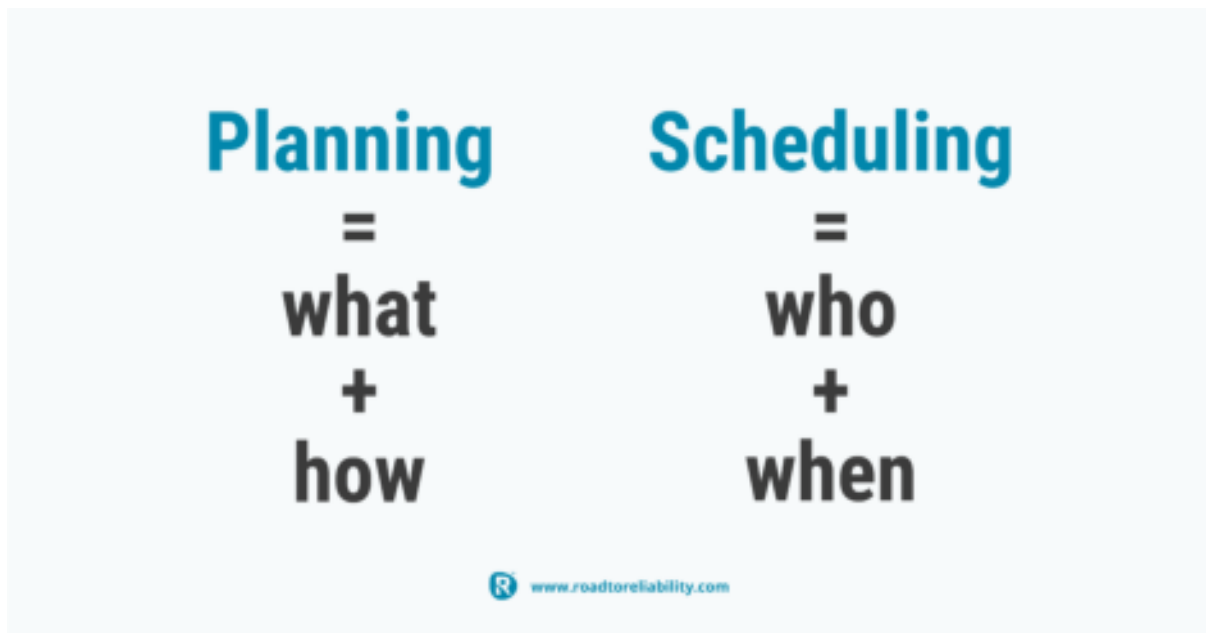 Planning
=
what
+
how
Scheduling
=
who
+
when
R www.roadtoreliability.com